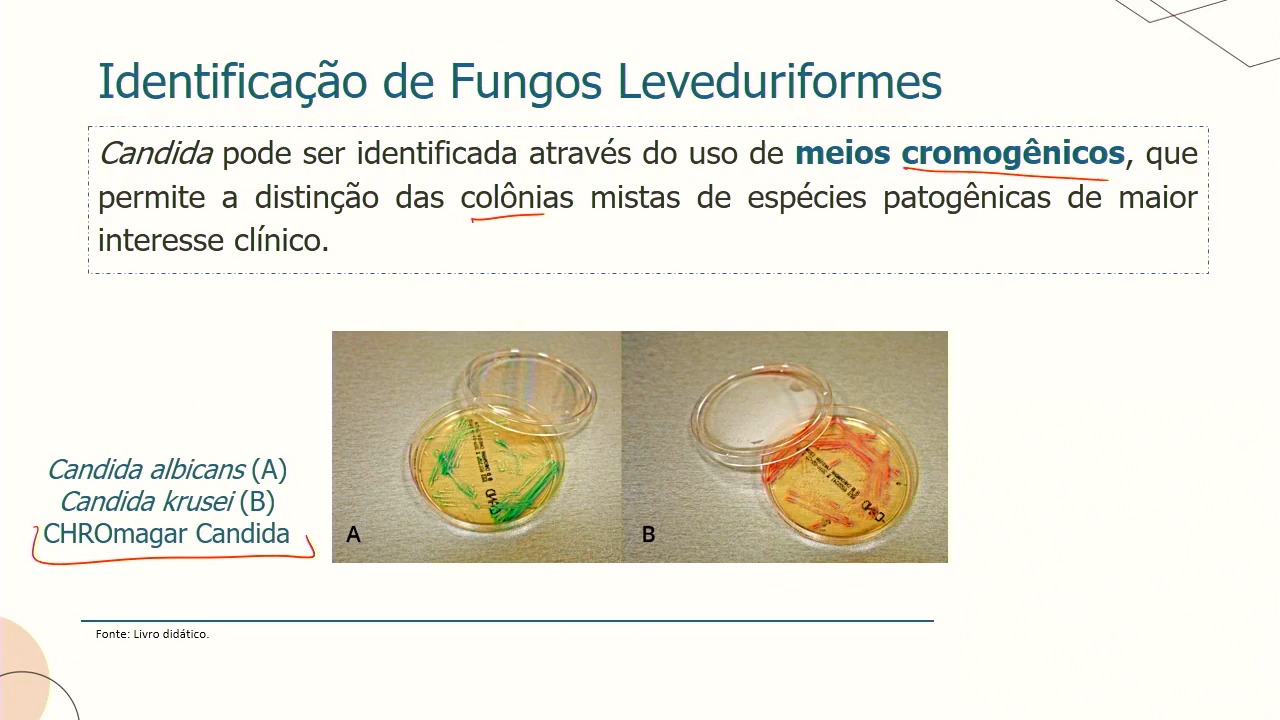 Identificação de Fungos Leveduriformes
Candida pode ser identificada através do uso de meios cromogênicos, que
permite a distinção das colônias mistas de espécies patogênicas de maior
interesse clínico.
Candida albicans (A)
Candida krusei (B)
CHROmagar Candida
A
B
Fonte: Livro didático.